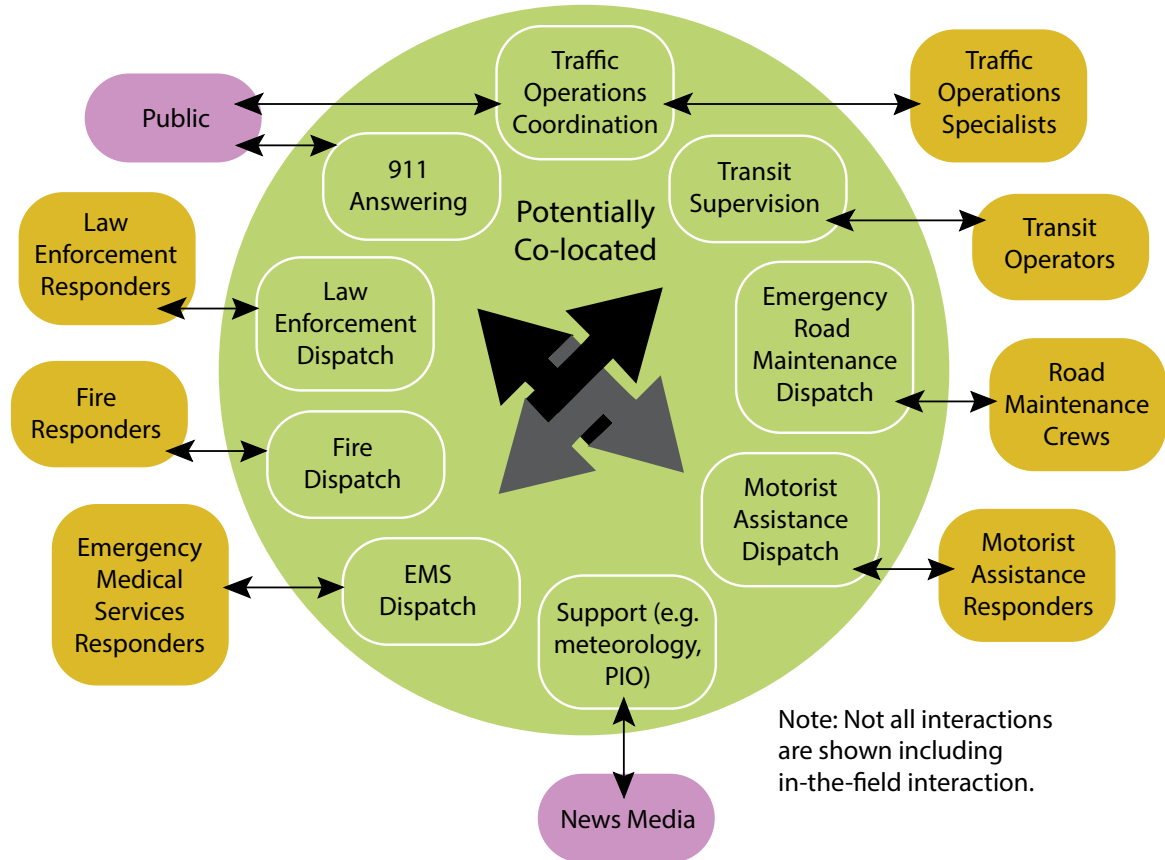 Traffic
Operations
Coordination
Traffic
Operations
Specialists
Public
911
Answering
Transit
Supervision
Potentially
Co-located
Law
Enforcement
Responders
Transit
Operators
Law
Enforcement
Dispatch
Emergency
Road
Maintenance
Dispatch
Fire
Responders
Road
Maintenance
Crews
Fire
Dispatch
Motorist
Assistance
Dispatch
Emergency
Medical
Services
Responders
EMS
Dispatch
Motorist
Assistance
Responders
Support (e.g.
meteorology,
PIO)
Note: Not all interactions
are shown including
in-the-field interaction.
News Media